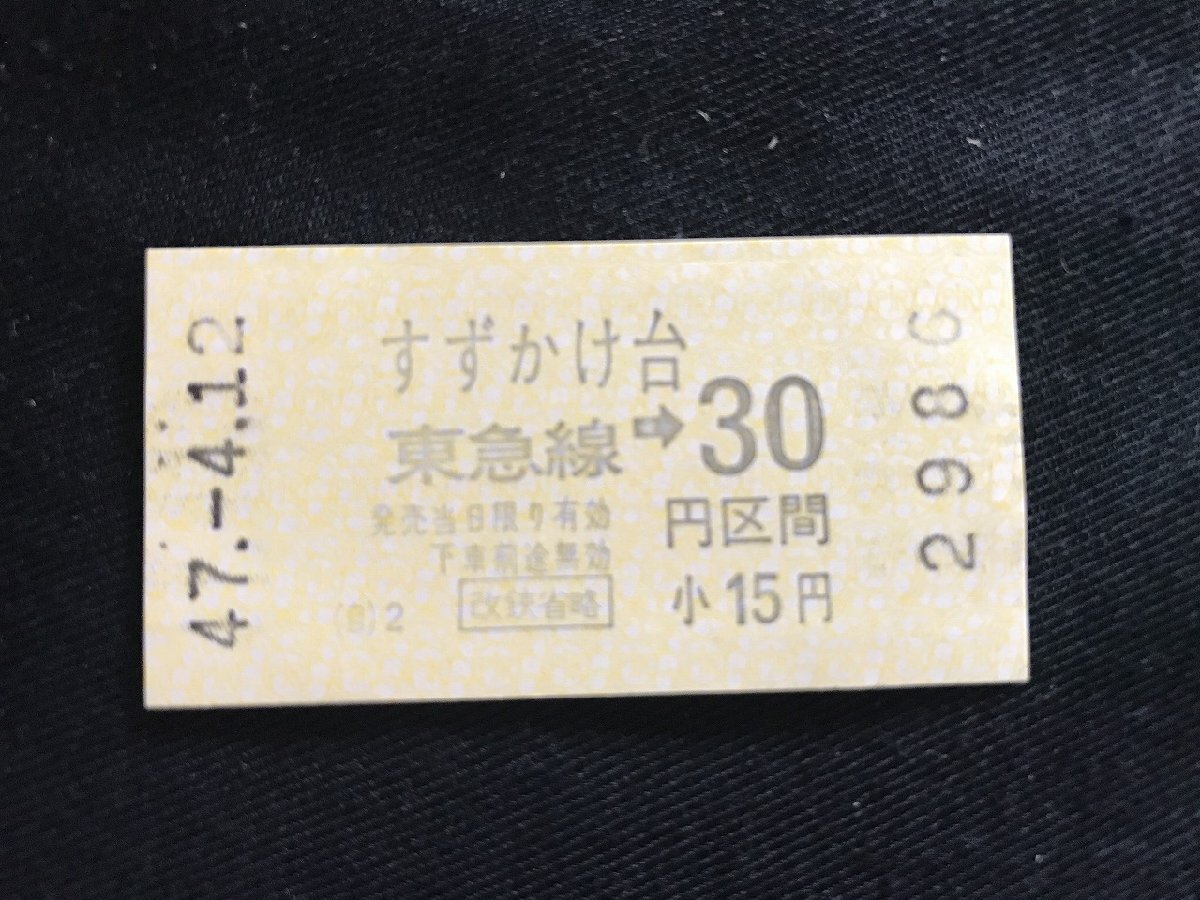 47.-4.12
すずかけ台
東急線➡30
円区間
発売当日限り有効
下車前途無効
小15円
(自)2
改鋏省略
2986